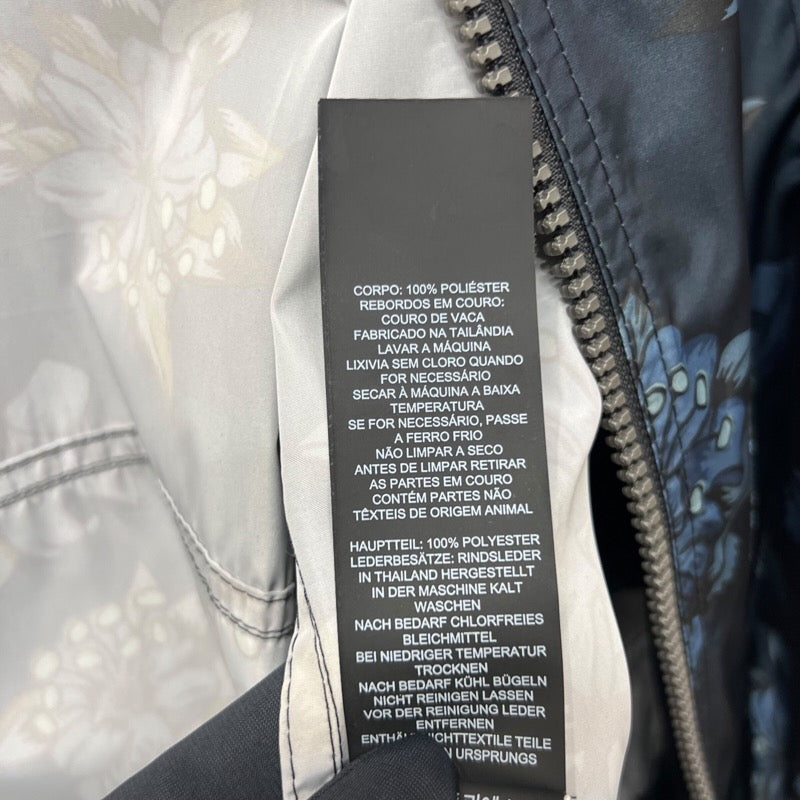 CORPO: 100% POLIÉSTER
REBORDOS EM COURO:
COURO DE VACA
FABRICADO NA TAILÂNDIA
LAVAR A MÁQUINA
LIXIVIA SEM CLORO QUANDO
FOR NECESSÁRIO
SECAR À MÁQUINA A BAIXA
TEMPERATURA
SE FOR NECESSÁRIO, PASSE
A FERRO FRIO
NÃO LIMPAR A SECO
ANTES DE LIMPAR RETIRAR
AS PARTES EM COURO
CONTÉM PARTES NÃO
TÊXTEIS DE ORIGEM ANIMAL
HAUPTTEIL: 100% POLYESTER
LEDERBESÄTZE: RINDSLEDER
IN THAILAND HERGESTELLT
IN DER MASCHINE KALT
WASCHEN
NACH BEDARF CHLORFREIES
BLEICHMITTEL
BEI NIEDRIGER TEMPERATUR
TROCKNEN
NACH BEDARF KÜHL BÜGELN
NICHT REINIGEN LASSEN
VOR DER REINIGUNG LEDER
ENTFERNEN
TEILE
URSPRUNGS